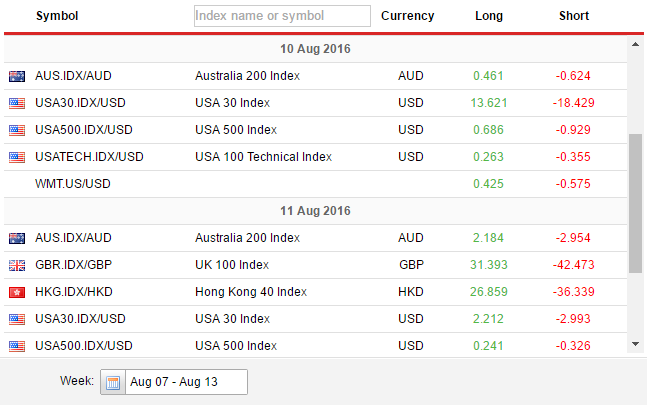 Symbol Index name or symbol Currency Long Short
10 Aug 2016
AUS.IDX/AUD Australia 200 Index AUD 0.461 -0.624
USA30.IDX/USD USA 30 Index USD 13.621 -18.429
USA500.IDX/USD USA 500 Index USD 0.686 -0.929
USATECH.IDX/USD USA 100 Technical Index USD 0.263 -0.355
WMT.US/USD 0.425 -0.575
11 Aug 2016
AUS.IDX/AUD Australia 200 Index AUD 2.184 -2.954
GBR.IDX/GBP UK 100 Index GBP 31.393 -42.473
HKG.IDX/HKD Hong Kong 40 Index HKD 26.859 -36.339
USA30.IDX/USD USA 30 Index USD 2.212 -2.993
USA500.IDX/USD USA 500 Index USD 0.241 -0.326
Week: Aug 07 - Aug 13